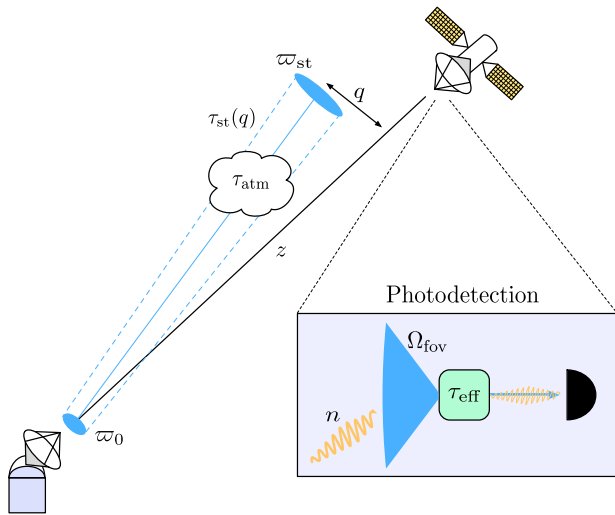 ϖ_st
q
τ_st(q)
τ_atm
z
Photodetection
Ω_fov
τ_eff
n
ϖ_0